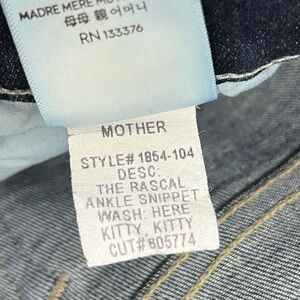 MADRE MERE
母母 親 어머니
RN 133376
MOTHER
STYLE# 1854-104
DESC:
THE RASCAL
ANKLE SNIPPET
WASH: HERE
KITTY, KITTY
CUT# 605774